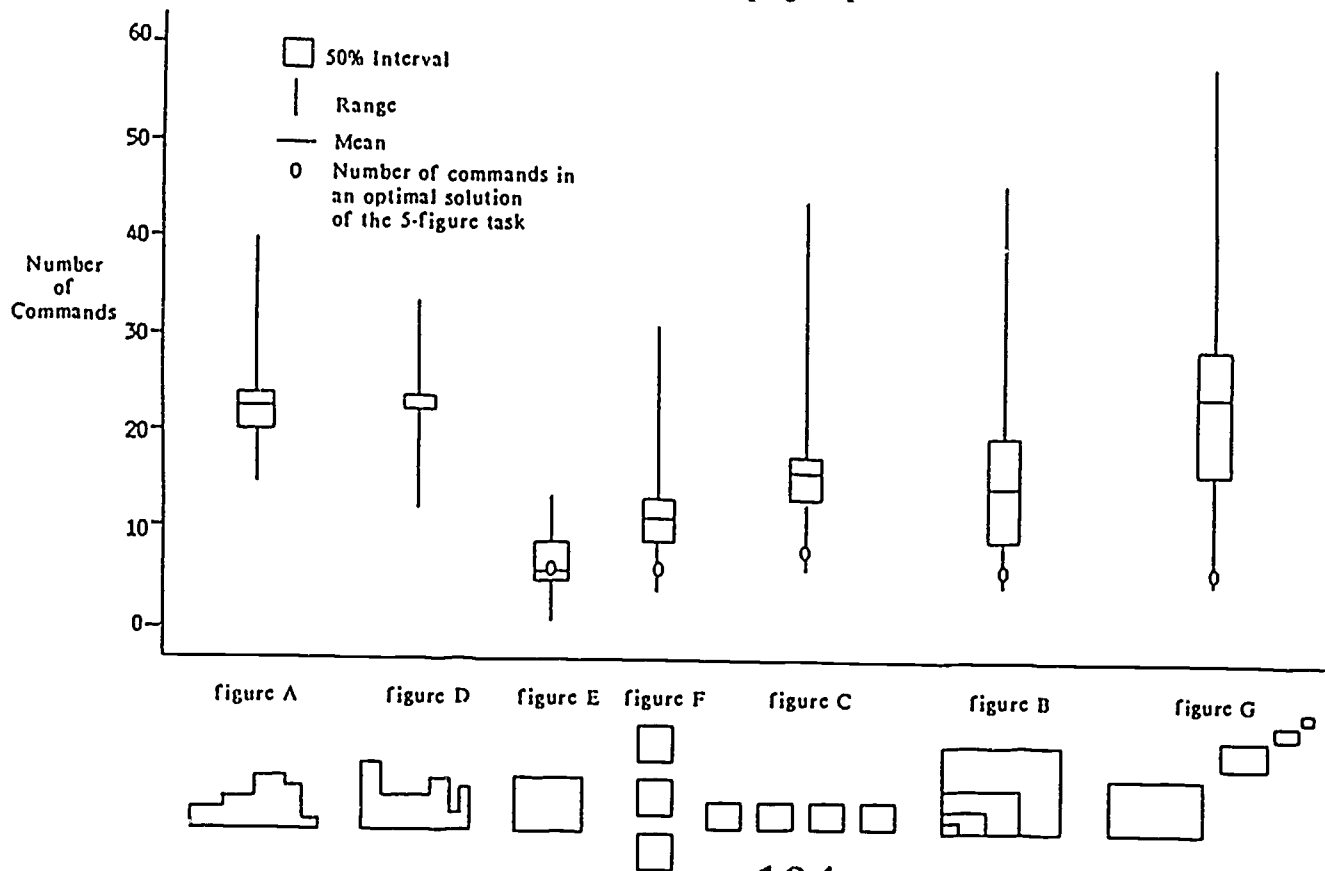 60
50% Interval
Range
50
Mean
0 Number of commands in
an optimal solution
of the 5-figure task
40
Number
of
Commands
30
20
10
0
figure A figure D figure E figure F figure C figure B figure G